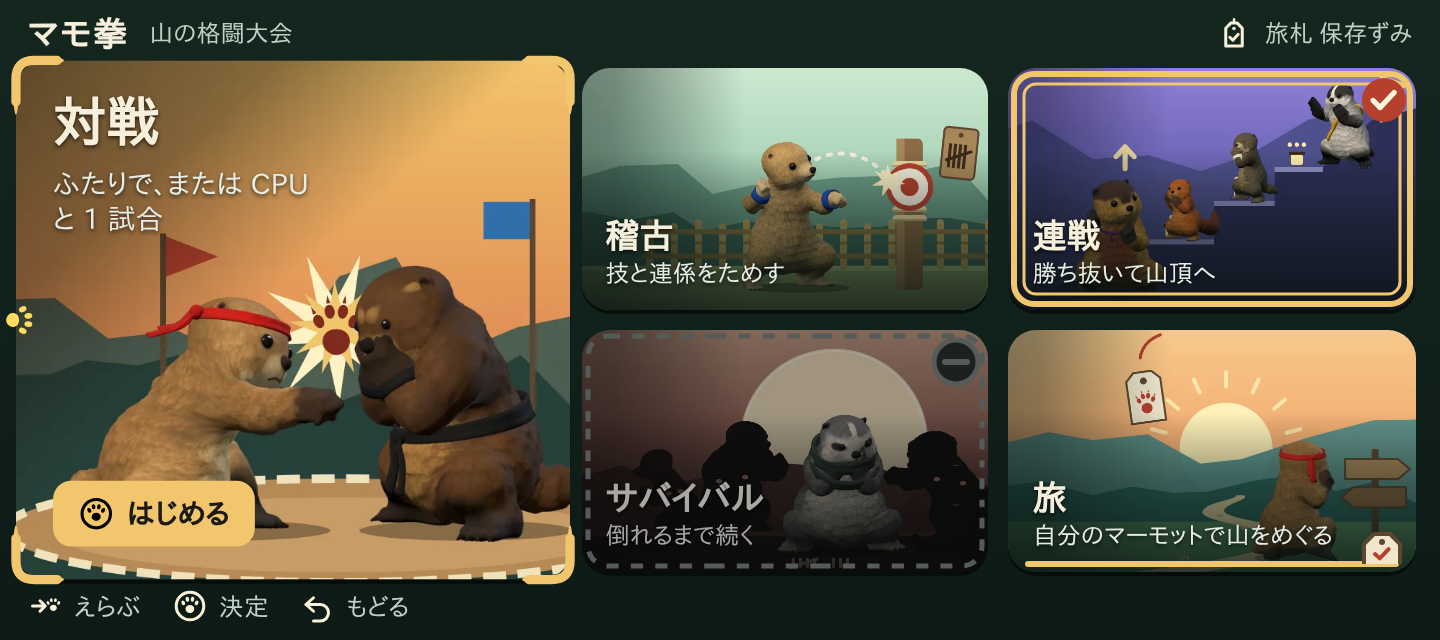 マモ拳 山の格闘大会
旅札 保存ずみ
対戦
ふたりで、または CPU
と 1 試合
はじめる
稽古
技と連係をためす
連戦
勝ち抜いて山頂へ
サバイバル
倒れるまで続く
旅
自分のマーモットで山をめぐる
えらぶ 決定 もどる